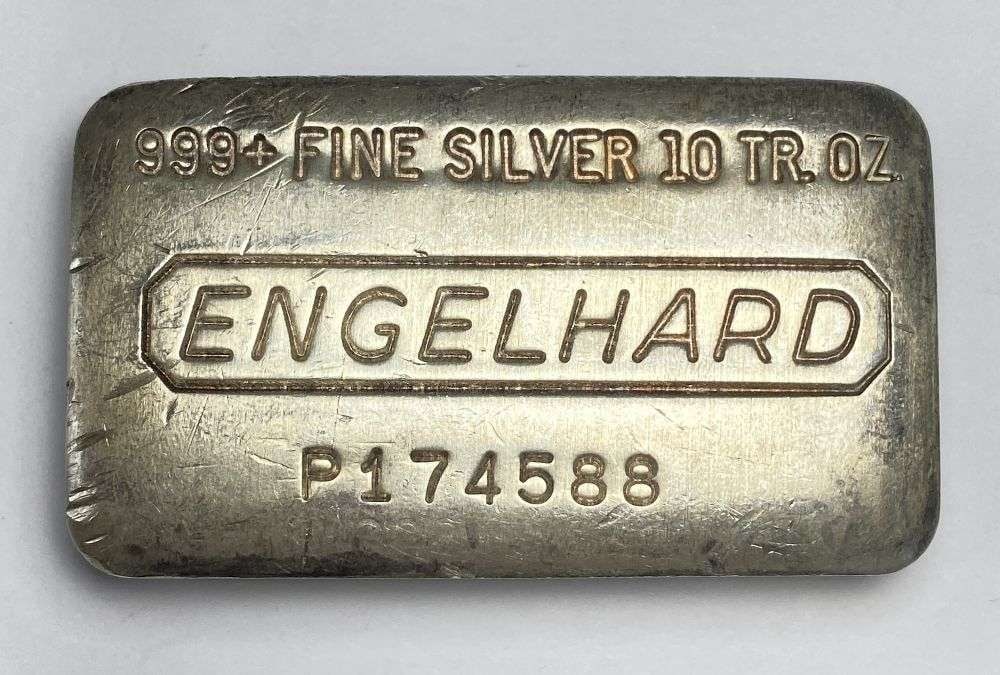 999+ FINE SILVER 10 TR. OZ.
ENGELHARD
P174588